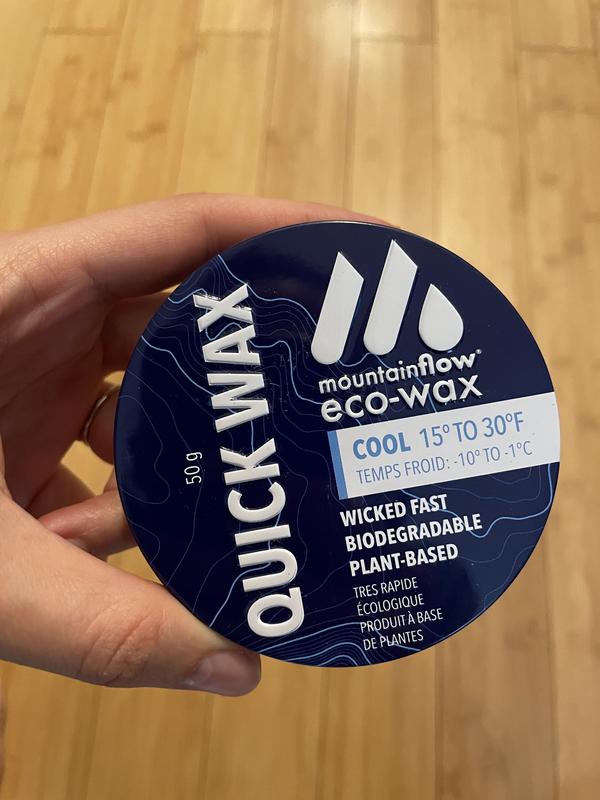 mountainflow®
eco-wax
QUICK WAX
50 g
COOL 15° TO 30°F
TEMPS FROID: -10° TO -1°C
WICKED FAST
BIODEGRADABLE
PLANT-BASED
TRES RAPIDE
ÉCOLOGIQUE
PRODUIT À BASE
DE PLANTES